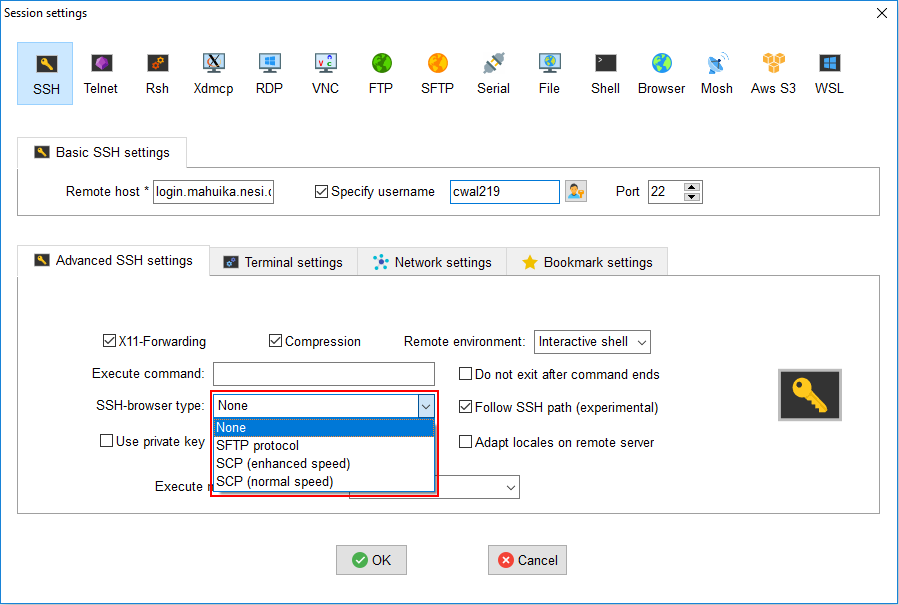 Session settings
SSH Telnet Rsh Xdmcp RDP VNC FTP SFTP Serial File Shell Browser Mosh Aws S3 WSL
Basic SSH settings
Remote host * login.mahuika.nesi. Specify username cwal219 Port 22
Advanced SSH settings Terminal settings Network settings Bookmark settings
X11-Forwarding Compression Remote environment: Interactive shell
Execute command: Do not exit after command ends
SSH-browser type: None Follow SSH path (experimental)
None
Use private key SFTP protocol Adapt locales on remote server
SCP (enhanced speed)
Execute SCP (normal speed)
OK Cancel